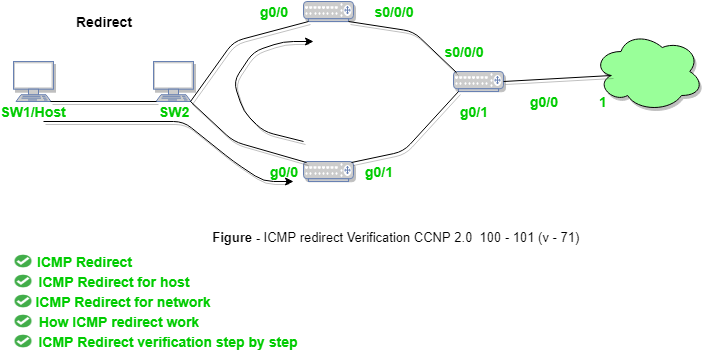 Redirect
g0/0
s0/0/0
s0/0/0
SW1/Host
SW2
g0/1
g0/0
1
g0/0
g0/1
Figure - ICMP redirect Verification CCNP 2.0 100 - 101 (v - 71)
ICMP Redirect
ICMP Redirect for host
ICMP Redirect for network
How ICMP redirect work
ICMP Redirect verification step by step